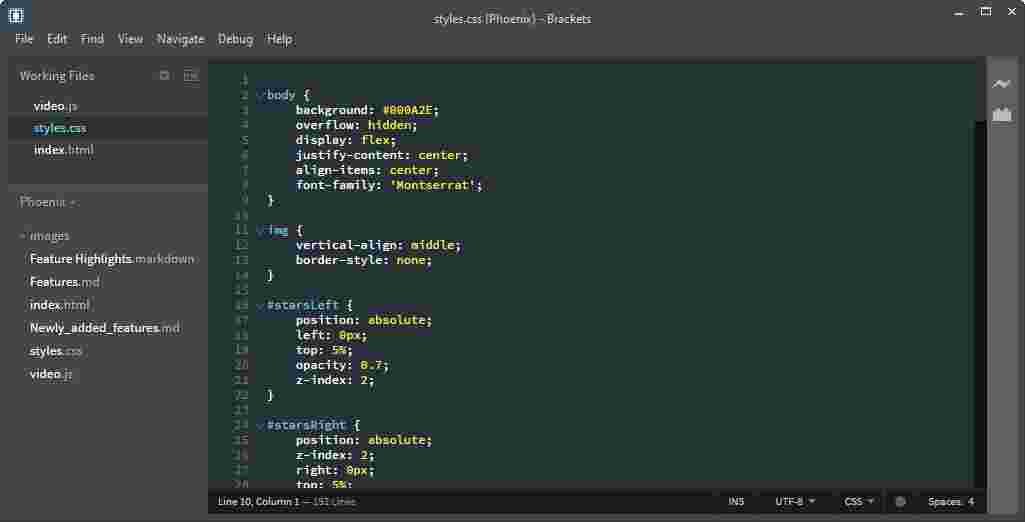 styles.css (Phoenix) - Brackets
File Edit Find View Navigate Debug Help
Working Files
video.js
styles.css
index.html
Phoenix
images
Feature Highlights.markdown
Features.md
index.html
Newly_added_features.md
styles.css
video.js
1
2 body {
3 background: #000A2E;
4 overflow: hidden;
5 display: flex;
6 justify-content: center;
7 align-items: center;
8 font-family: 'Montserrat';
9 }
10
11 img {
12 vertical-align: middle;
13 border-style: none;
14 }
15
16 #starsLeft {
17 position: absolute;
18 left: 0px;
19 top: 5%;
20 opacity: 0.7;
21 z-index: 2;
22 }
23
24 #starsRight {
25 position: absolute;
26 z-index: 2;
27 right: 0px;
28 top: 5%;
Line 10, Column 1 — 152 Lines INS UTF-8 CSS Spaces: 4